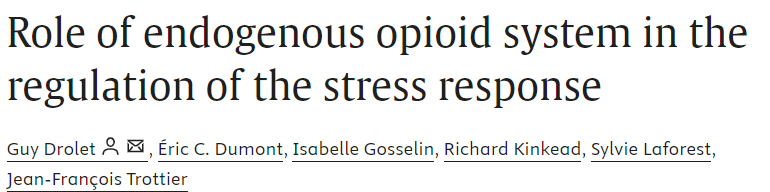 Role of endogenous opioid system in the
regulation of the stress response
Guy Drolet, Éric C. Dumont, Isabelle Gosselin, Richard Kinkead, Sylvie Laforest,
Jean-François Trottier